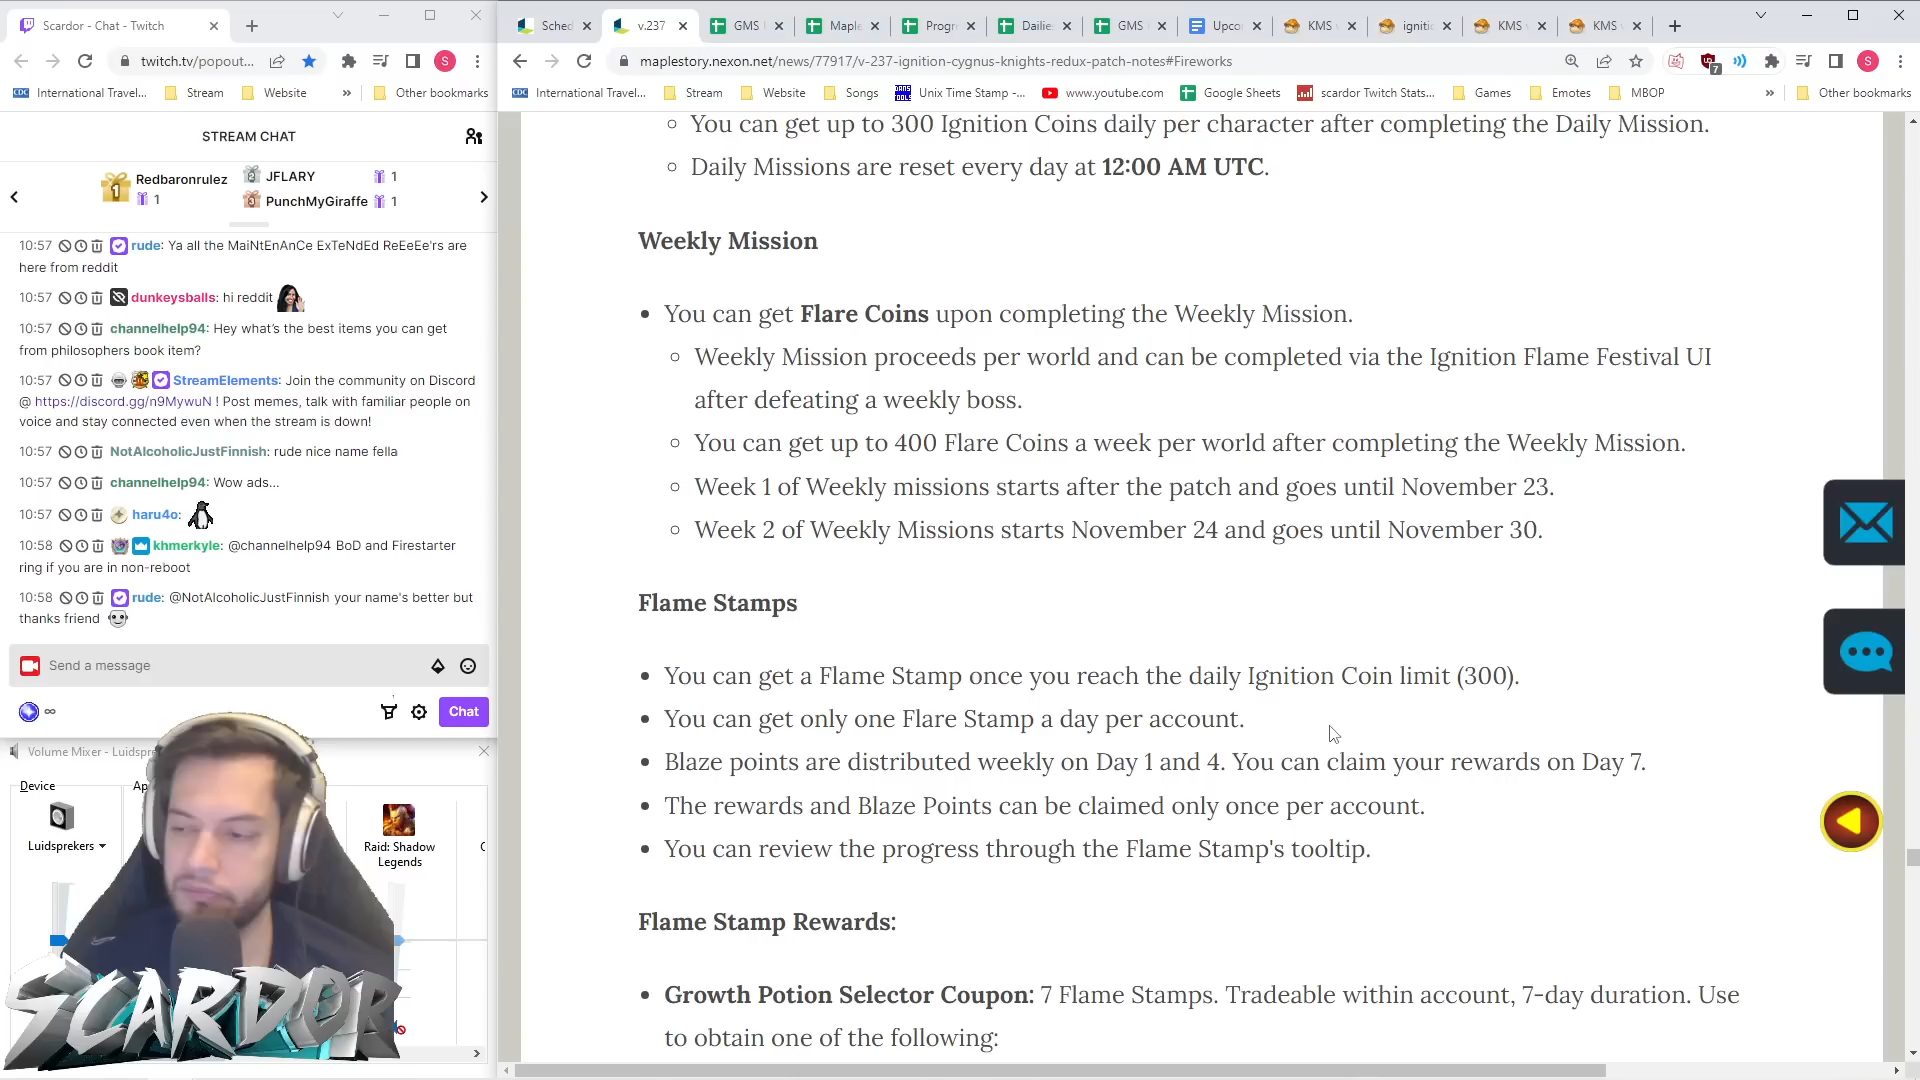 Scardor - Chat - Twitch
Sched
v.237
GMS
Maple
Progr
Dailie
GMS
Upco
KMS
igniti
KMS
KMS
twitch.tv/popout...
S
maplestory.nexon.net/news/77917/v-237-ignition-cygnus-knights-redux-patch-notes#Fireworks
7
S
CDC International Travel...
Stream
Website
»
Other bookmarks
CDC International Travel...
Stream
Website
Songs
Unix Time Stamp -...
www.youtube.com
Google Sheets
scardor Twitch Stats...
Games
Emotes
MBOP
»
Other bookmarks
STREAM CHAT
1 Redbaronrulez 1
2 JFLARY 1
3 PunchMyGiraffe 1
10:57 rude: Ya all the MaiNtEnAnCe ExTeNdEd ReEeEe'rs are
here from reddit
10:57 dunkeysballs: hi reddit
10:57 channelhelp94: Hey what's the best items you can get
from philosophers book item?
10:57 StreamElements: Join the community on Discord
@ https://discord.gg/n9MywuN ! Post memes, talk with familiar people on
voice and stay connected even when the stream is down!
10:57 NotAlcoholicJustFinnish: rude nice name fella
10:57 channelhelp94: Wow ads...
10:57 haru4o:
10:58 khmerkyle: @channelhelp94 BoD and Firestarter
ring if you are in non-reboot
10:58 rude: @NotAlcoholicJustFinnish your name's better but
thanks friend
Send a message
∞
Chat
Volume Mixer - Luidspre
Device
Ap
Luidsprekers
Raid: Shadow
Legends
SCARDOR
You can get up to 300 Ignition Coins daily per character after completing the Daily Mission.
Daily Missions are reset every day at 12:00 AM UTC.
Weekly Mission
You can get Flare Coins upon completing the Weekly Mission.
Weekly Mission proceeds per world and can be completed via the Ignition Flame Festival UI
after defeating a weekly boss.
You can get up to 400 Flare Coins a week per world after completing the Weekly Mission.
Week 1 of Weekly missions starts after the patch and goes until November 23.
Week 2 of Weekly Missions starts November 24 and goes until November 30.
Flame Stamps
You can get a Flame Stamp once you reach the daily Ignition Coin limit (300).
You can get only one Flare Stamp a day per account.
Blaze points are distributed weekly on Day 1 and 4. You can claim your rewards on Day 7.
The rewards and Blaze Points can be claimed only once per account.
You can review the progress through the Flame Stamp's tooltip.
Flame Stamp Rewards:
Growth Potion Selector Coupon: 7 Flame Stamps. Tradeable within account, 7-day duration. Use
to obtain one of the following: